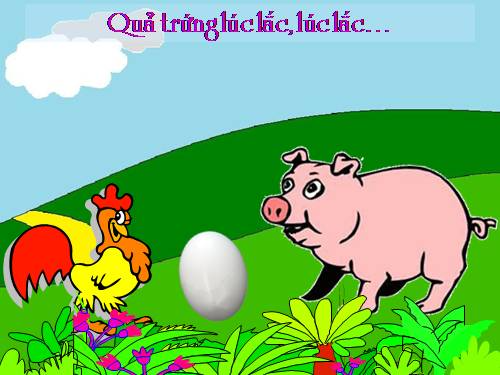 Quả trứng lúc lắc, lúc lắc...